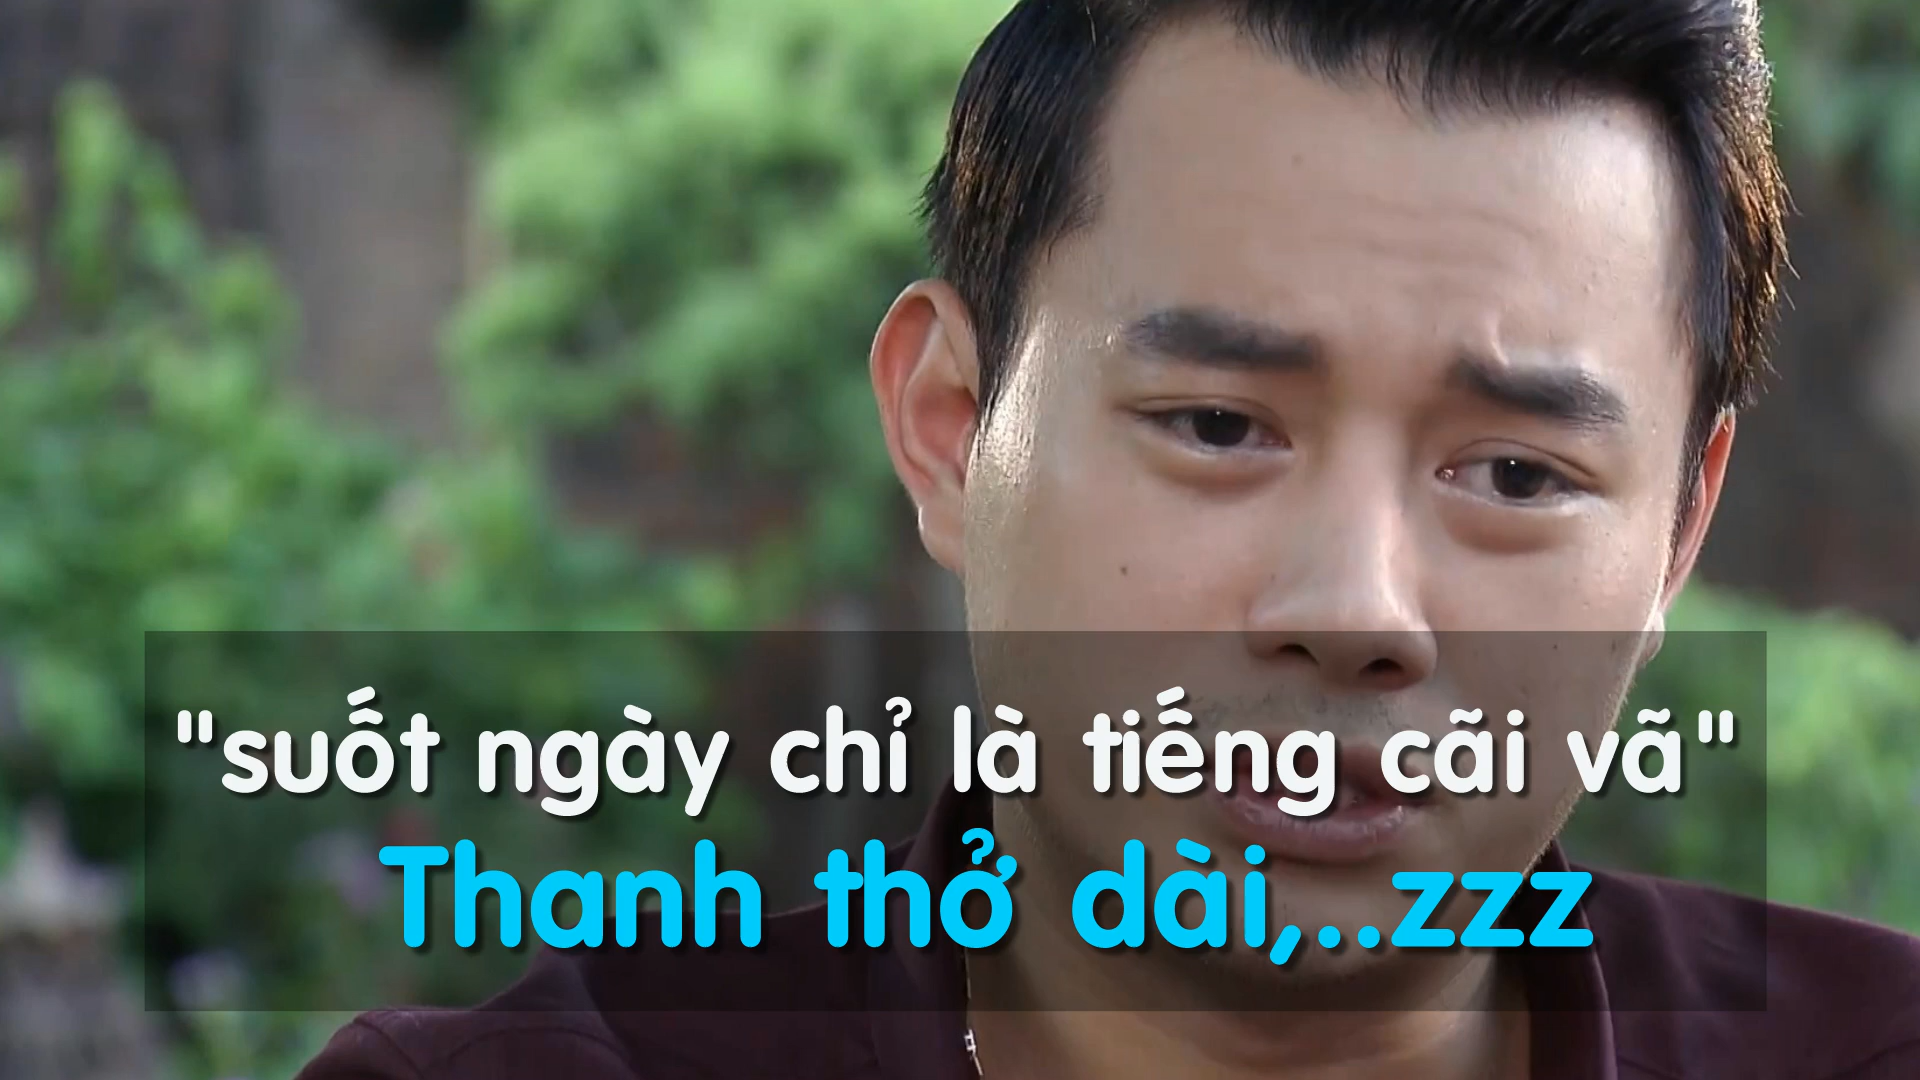 "suốt ngày chỉ là tiếng cãi vã"
Thanh thở dài,..zzz